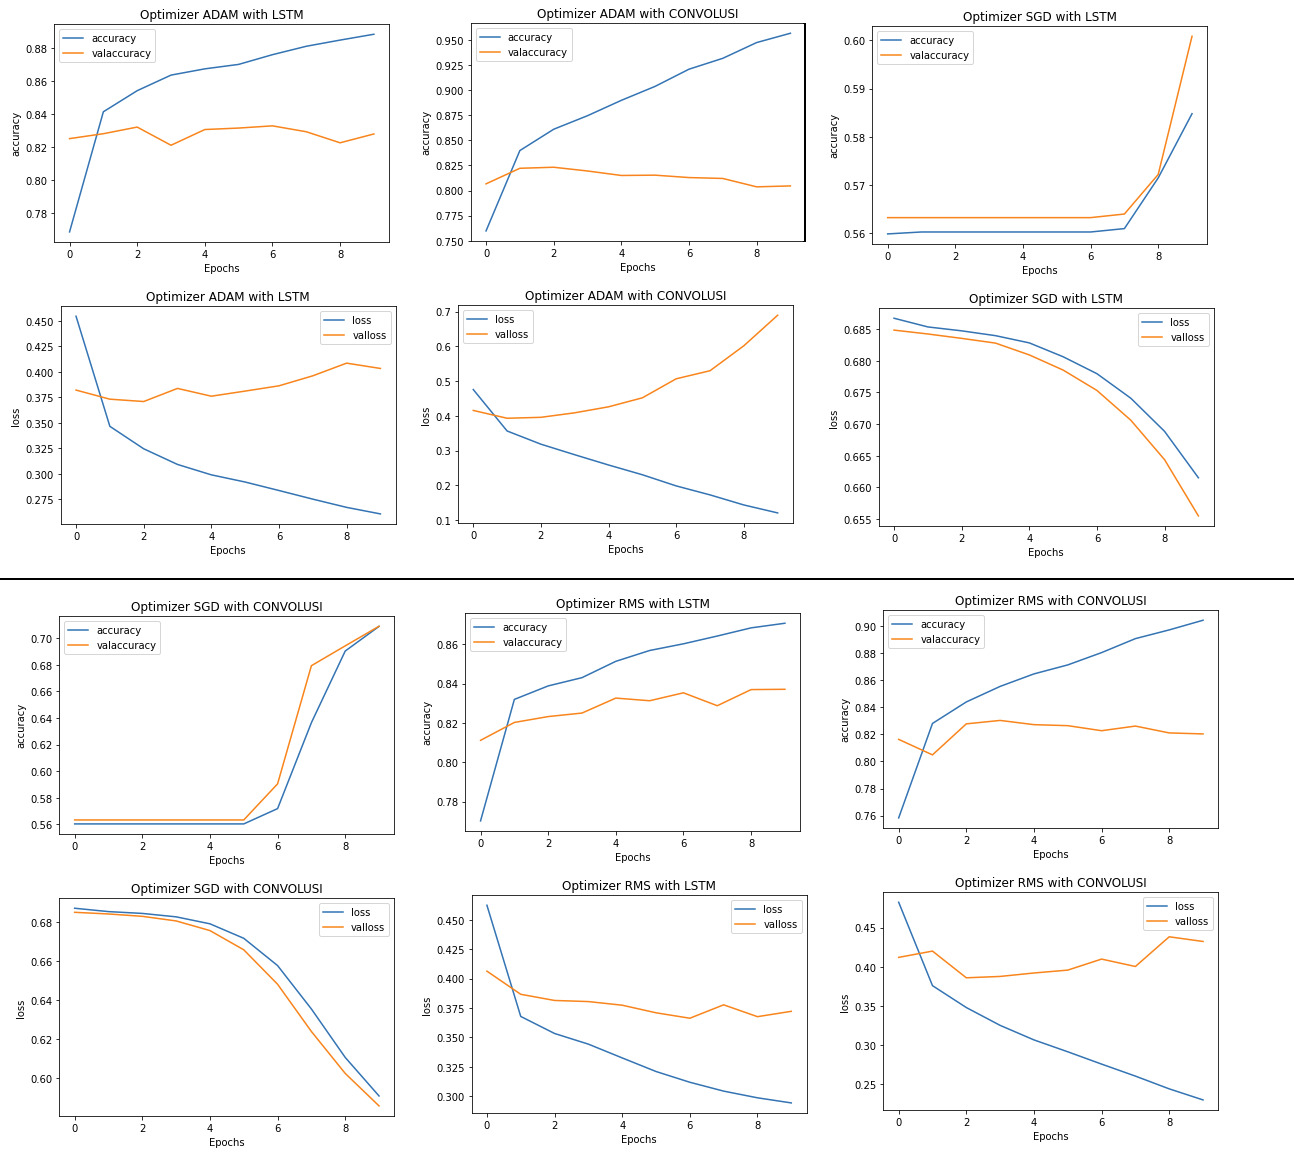 Optimizer ADAM with LSTM
accuracy
valaccuracy
0.88
0.86
0.84
0.82
0.80
0.78
accuracy
0 2 4 6 8
Epochs
Optimizer ADAM with CONVOLUSI
accuracy
valaccuracy
0.950
0.925
0.900
0.875
0.850
0.825
0.800
0.775
0.750
accuracy
0 2 4 6 8
Epochs
Optimizer SGD with LSTM
accuracy
valaccuracy
0.60
0.59
0.58
0.57
0.56
accuracy
0 2 4 6 8
Epochs
Optimizer ADAM with LSTM
loss
valloss
0.450
0.425
0.400
0.375
0.350
0.325
0.300
0.275
loss
0 2 4 6 8
Epochs
Optimizer ADAM with CONVOLUSI
loss
valloss
0.7
0.6
0.5
0.4
0.3
0.2
0.1
loss
0 2 4 6 8
Epochs
Optimizer SGD with LSTM
loss
valloss
0.685
0.680
0.675
0.670
0.665
0.660
0.655
loss
0 2 4 6 8
Epochs
Optimizer SGD with CONVOLUSI
accuracy
valaccuracy
0.70
0.68
0.66
0.64
0.62
0.60
0.58
0.56
accuracy
0 2 4 6 8
Epochs
Optimizer RMS with LSTM
accuracy
valaccuracy
0.86
0.84
0.82
0.80
0.78
accuracy
0 2 4 6 8
Epochs
Optimizer RMS with CONVOLUSI
accuracy
valaccuracy
0.90
0.88
0.86
0.84
0.82
0.80
0.78
0.76
accuracy
0 2 4 6 8
Epochs
Optimizer SGD with CONVOLUSI
loss
valloss
0.68
0.66
0.64
0.62
0.60
loss
0 2 4 6 8
Epochs
Optimizer RMS with LSTM
loss
valloss
0.450
0.425
0.400
0.375
0.350
0.325
0.300
loss
0 2 4 6 8
Epochs
Optimizer RMS with CONVOLUSI
loss
valloss
0.45
0.40
0.35
0.30
0.25
loss
0 2 4 6 8
Epochs